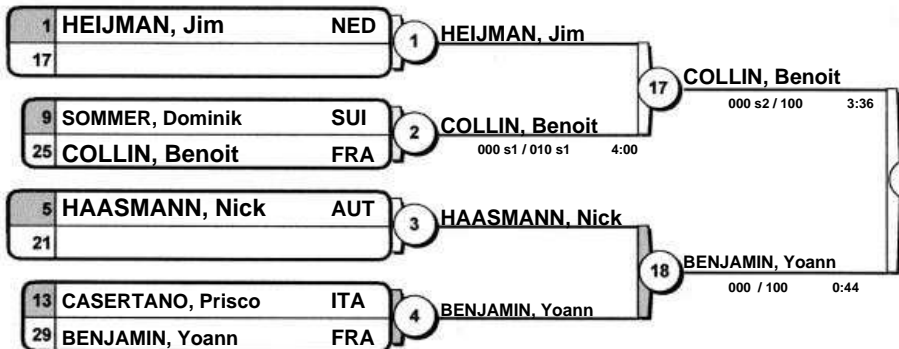 1 HEIJMAN, Jim NED
17
1
HEIJMAN, Jim
9 SOMMER, Dominik SUI
25 COLLIN, Benoit FRA
2
COLLIN, Benoit
000 s1 / 010 s1 4:00
17
COLLIN, Benoit
000 s2 / 100 3:36
5 HAASMANN, Nick AUT
21
3
HAASMANN, Nick
13 CASERTANO, Prisco ITA
29 BENJAMIN, Yoann FRA
4
BENJAMIN, Yoann
18
BENJAMIN, Yoann
000 / 100 0:44